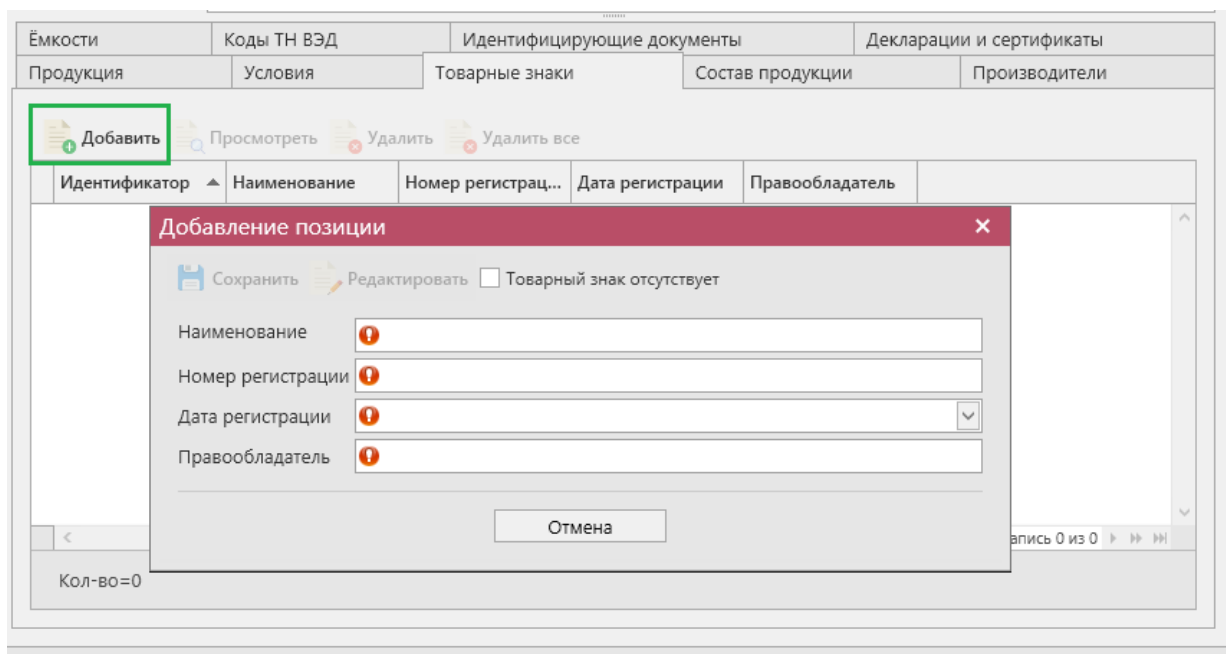 Ёмкости Коды ТН ВЭД Идентифицирующие документы Декларации и сертификаты
Продукция Условия Товарные знаки Состав продукции Производители
Добавить Просмотреть Удалить Удалить все
Идентификатор Наименование Номер регистрац... Дата регистрации Правообладатель
Добавление позиции
Сохранить Редактировать Товарный знак отсутствует
Наименование
Номер регистрации
Дата регистрации
Правообладатель
Отмена
апись 0 из 0
Кол-во=0